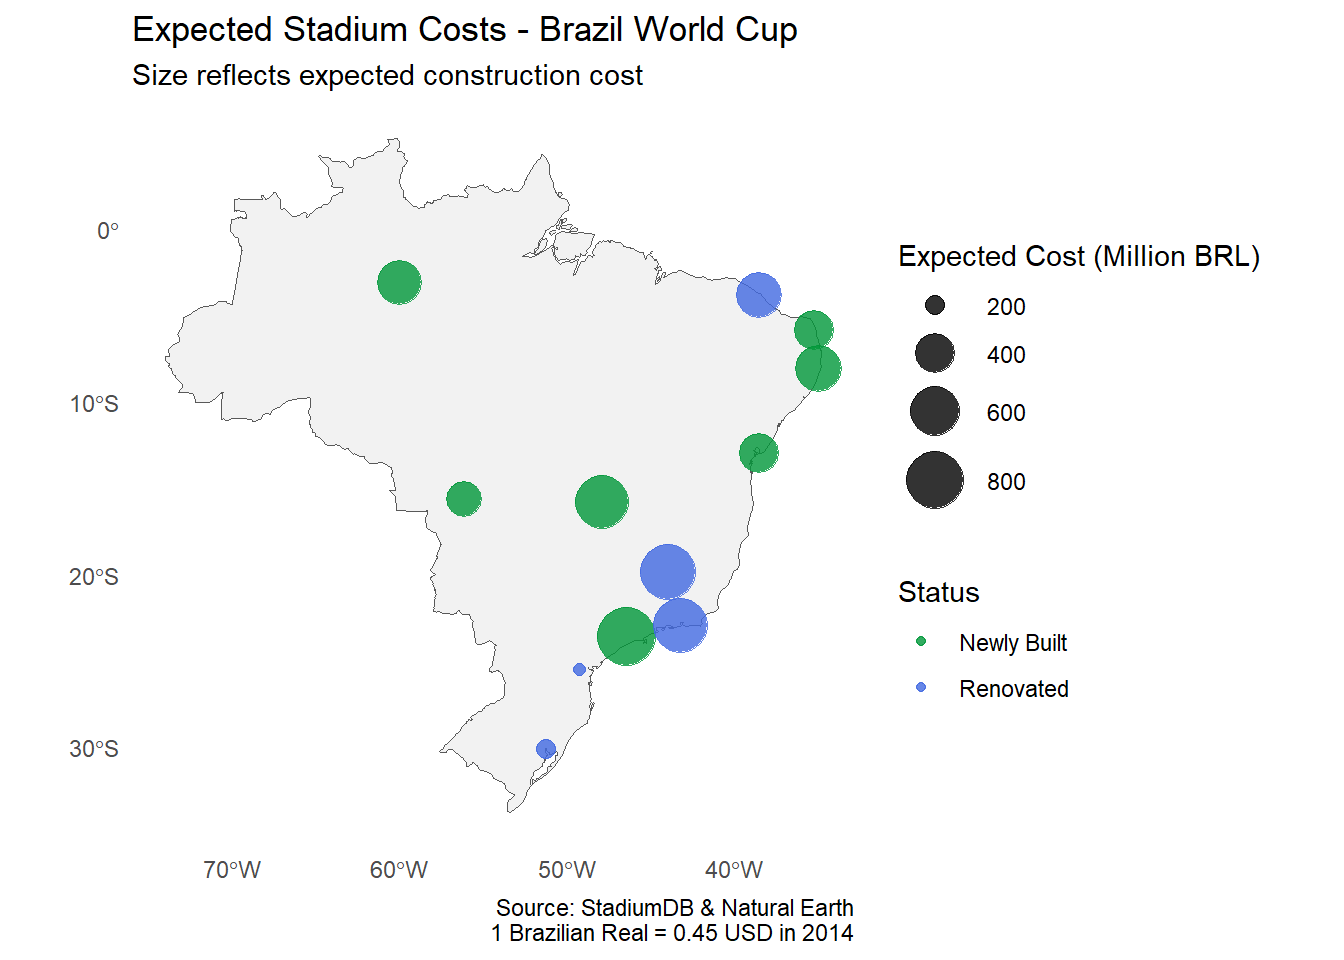 Expected Stadium Costs - Brazil World Cup
Size reflects expected construction cost
0°
10°S
20°S
30°S
70°W
60°W
50°W
40°W
Expected Cost (Million BRL)
200
400
600
800
Status
Newly Built
Renovated
Source: StadiumDB & Natural Earth
1 Brazilian Real = 0.45 USD in 2014